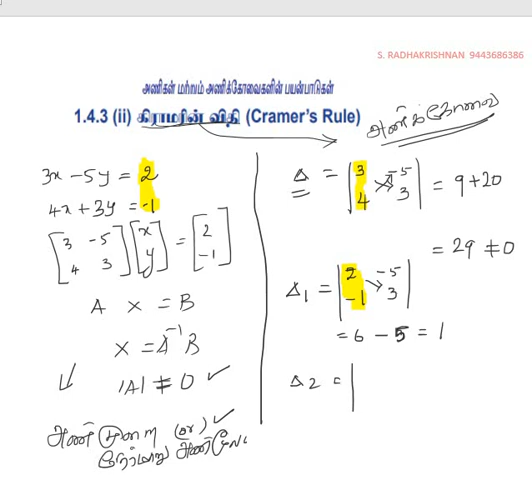 S. RADHAKRISHNAN 9443686386
அணிகள் மற்றும் அணிக்கோவைகளின் பயன்பாடுகள்
1.4.3 (ii) கிராமரின் விதி (Cramer's Rule)
அணிக்கோவை
3x - 5y = 2
4x + 3y = -1
[3 -5
4 3] [x
y] = [2
-1]
A X = B
X = A⁻¹ B
|A| ≠ 0 ✓
அணி முறை (or) ✓
நேர்மாறு அணி
Δ = |3 -5
4 3| = 9 + 20
= 29 ≠ 0
Δ1 = |2 -5
-1 3|
= 6 - 5 = 1
Δ2 = |